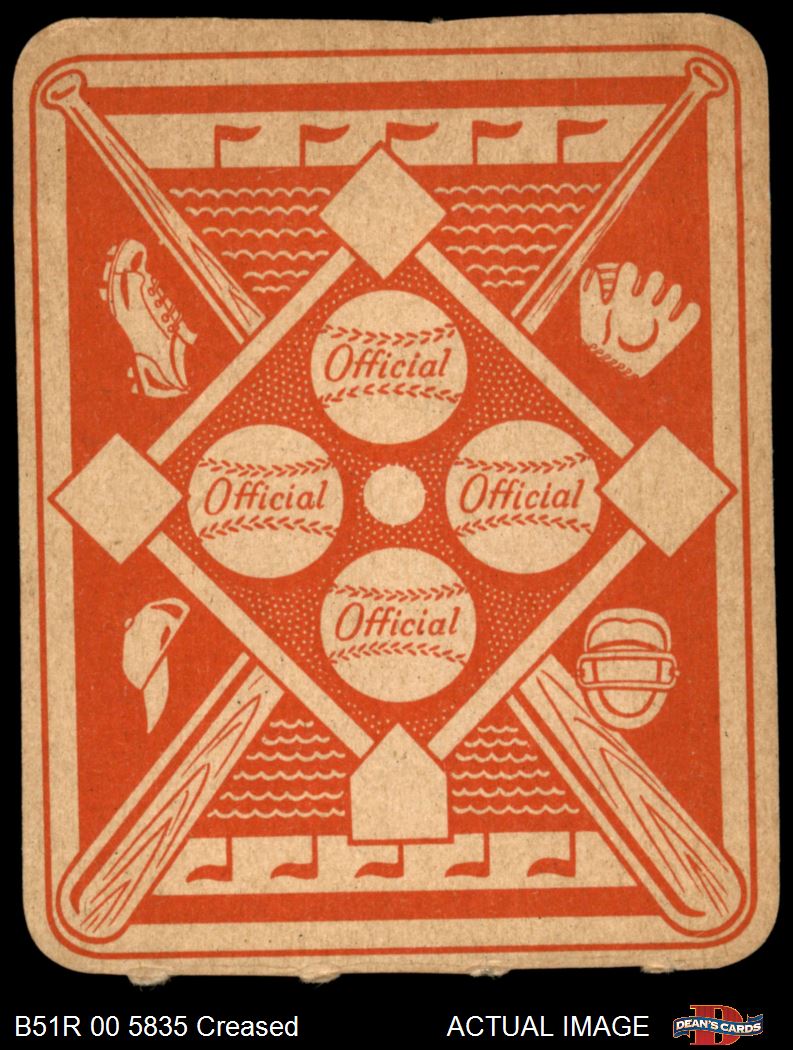 Official
Official Official
Official
B51R 00 5835 Creased ACTUAL IMAGE
D
DEAN'S CARDS